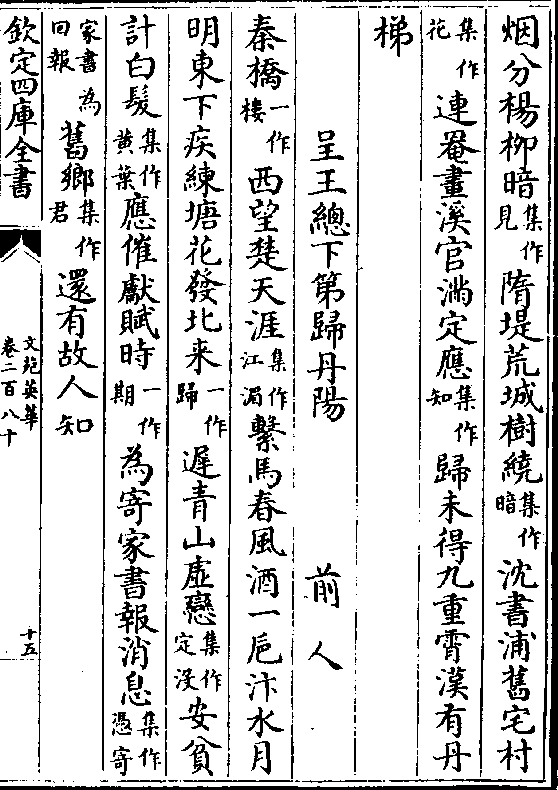 烟分楊柳暗集作見隋堤荒城樹繞集作暗沈書浦舊宅村
花集作連罨畫溪官滿定應集作知歸未得九重霄漢有丹
梯
呈王總下第歸丹陽 前人
秦橋一作樓西望楚天涯集作江湄繫馬春風酒一巵汴水月
明東下疾練塘花發北来一作歸遲青山虛戀集作定沒安貧
計白髮集作黄葉應催獻賦時一作期為寄家書報消息集作憑寄
家書為回報舊鄉集作君還有故人知
欽定四庫全書
文苑英華
卷二百八十
十五